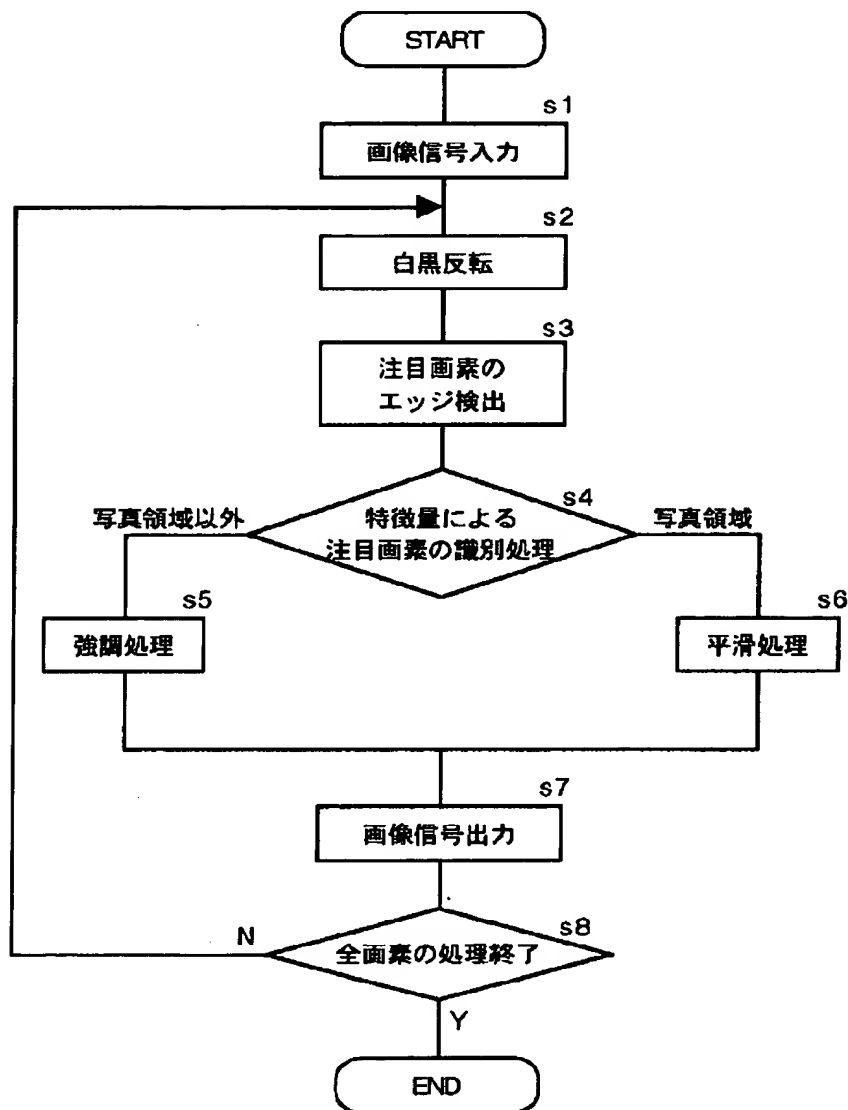 START
s1
画像信号入力
s2
白黒反転
s3
注目画素の
エッジ検出
s4
特徴量による
注目画素の識別処理
写真領域以外
写真領域
s5
強調処理
s6
平滑処理
s7
画像信号出力
s8
全画素の処理終了
N
Y
END